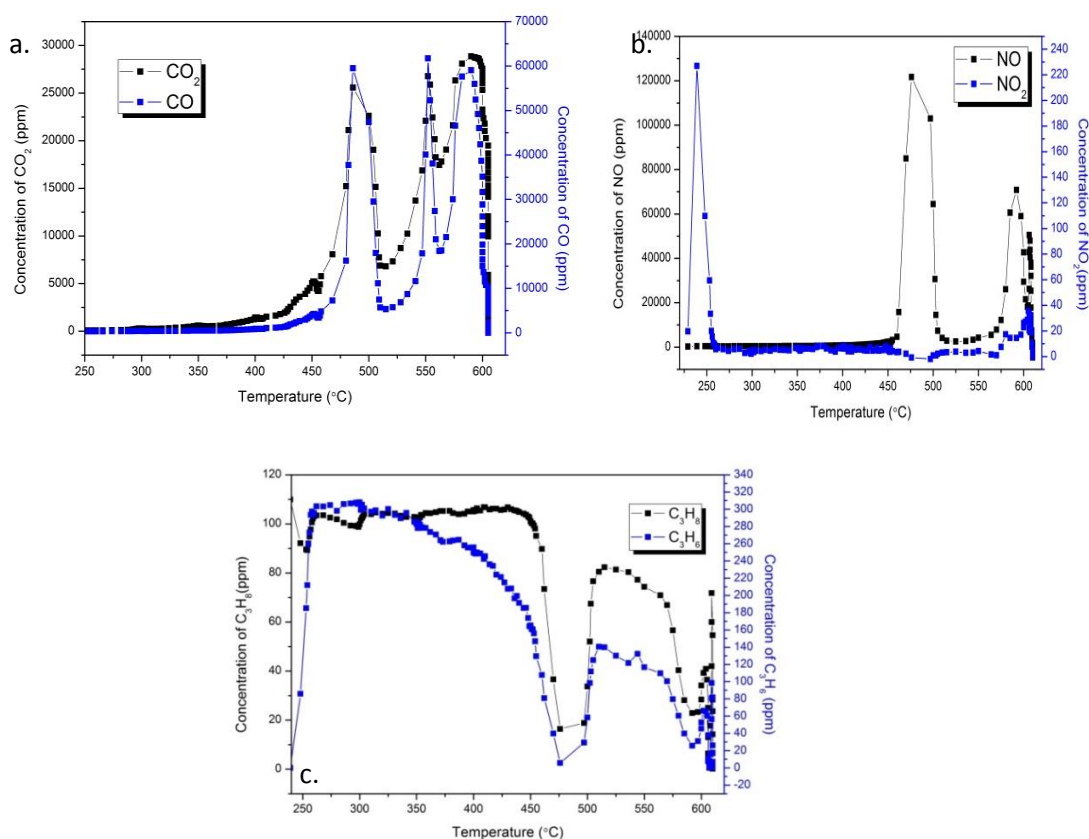 a.
CO2
CO
Concentration of CO2 (ppm)
30000
25000
20000
15000
10000
5000
0
Concentration of CO (ppm)
70000
60000
50000
40000
30000
20000
10000
0
250 300 350 400 450 500 550 600
Temperature (°C)
b.
NO
NO2
Concentration of NO (ppm)
140000
120000
100000
80000
60000
40000
20000
0
Concentration of NO2(ppm)
240
220
200
180
160
140
120
100
80
60
40
20
0
250 300 350 400 450 500 550 600
Temperature (°C)
c.
C3H8
C3H6
Concentration of C3H8(ppm)
120
100
80
60
40
20
0
Concentration of C3H6 (ppm)
340
320
300
280
260
240
220
200
180
160
140
120
100
80
60
40
20
0
-20
250 300 350 400 450 500 550 600
Temperature (°C)